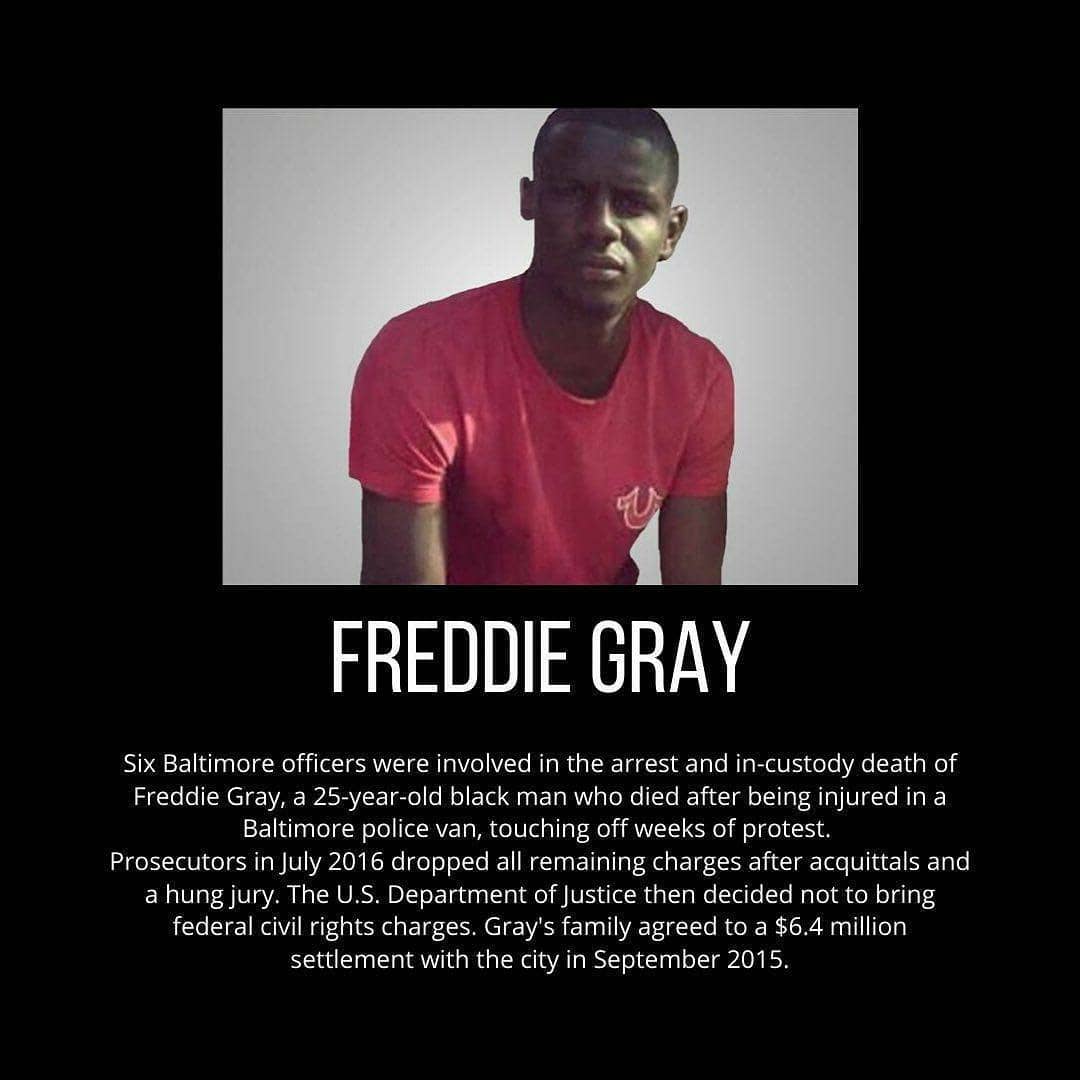 FREDDIE GRAY
Six Baltimore officers were involved in the arrest and in-custody death of
Freddie Gray, a 25-year-old black man who died after being injured in a
Baltimore police van, touching off weeks of protest.
Prosecutors in July 2016 dropped all remaining charges after acquittals and
a hung jury. The U.S. Department of Justice then decided not to bring
federal civil rights charges. Gray's family agreed to a $6.4 million
settlement with the city in September 2015.